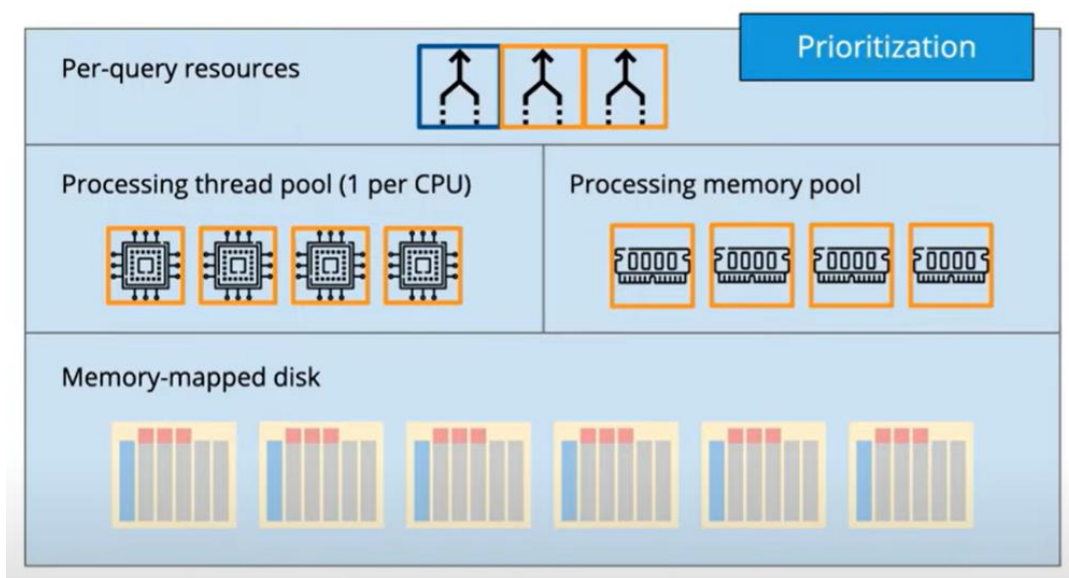 Prioritization
Per-query resources
Processing thread pool (1 per CPU)
Processing memory pool
Memory-mapped disk